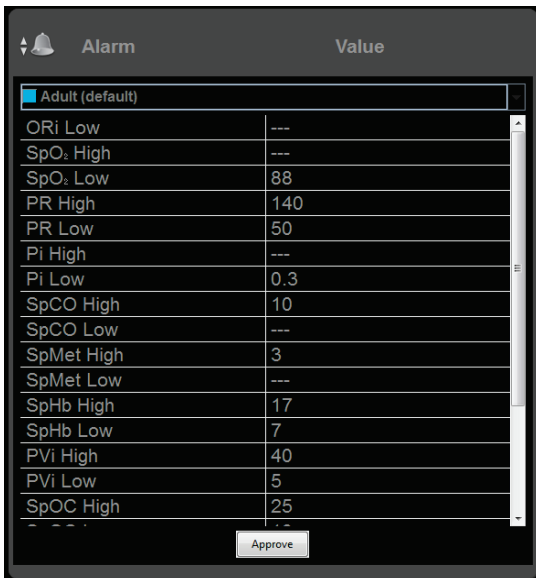 Alarm Value
Adult (default)
ORi Low ---
SpO₂ High ---
SpO₂ Low 88
PR High 140
PR Low 50
Pi High ---
Pi Low 0.3
SpCO High 10
SpCO Low ---
SpMet High 3
SpMet Low ---
SpHb High 17
SpHb Low 7
PVi High 40
PVi Low 5
SpOC High 25
Approve